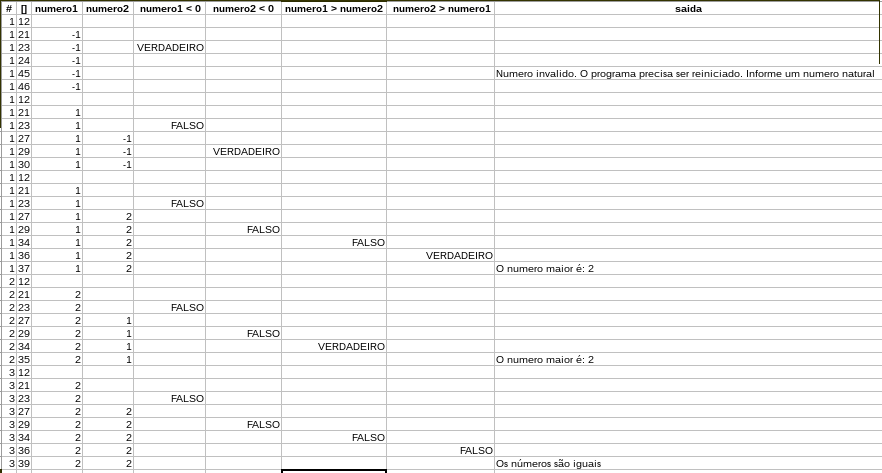 # [] numero1 numero2 numero1 < 0 numero2 < 0 numero1 > numero2 numero2 > numero1 saida
1 12
1 21 -1
1 23 -1 VERDADEIRO
1 24 -1
1 45 -1 Numero invalido. O programa precisa ser reiniciado. Informe um numero natural
1 46 -1
1 12
1 21 1
1 23 1 FALSO
1 27 1 -1
1 29 1 -1 VERDADEIRO
1 30 1 -1
1 12
1 21 1
1 23 1 FALSO
1 27 1 2
1 29 1 2 FALSO
1 34 1 2 FALSO
1 36 1 2 VERDADEIRO
1 37 1 2 O numero maior é: 2
2 12
2 21 2
2 23 2 FALSO
2 27 2 1
2 29 2 1 FALSO
2 34 2 1 VERDADEIRO
2 35 2 1 O numero maior é: 2
3 12
3 21 2
3 23 2 FALSO
3 27 2 2
3 29 2 2 FALSO
3 34 2 2 FALSO
3 36 2 2 FALSO
3 39 2 2 Os números são iguais